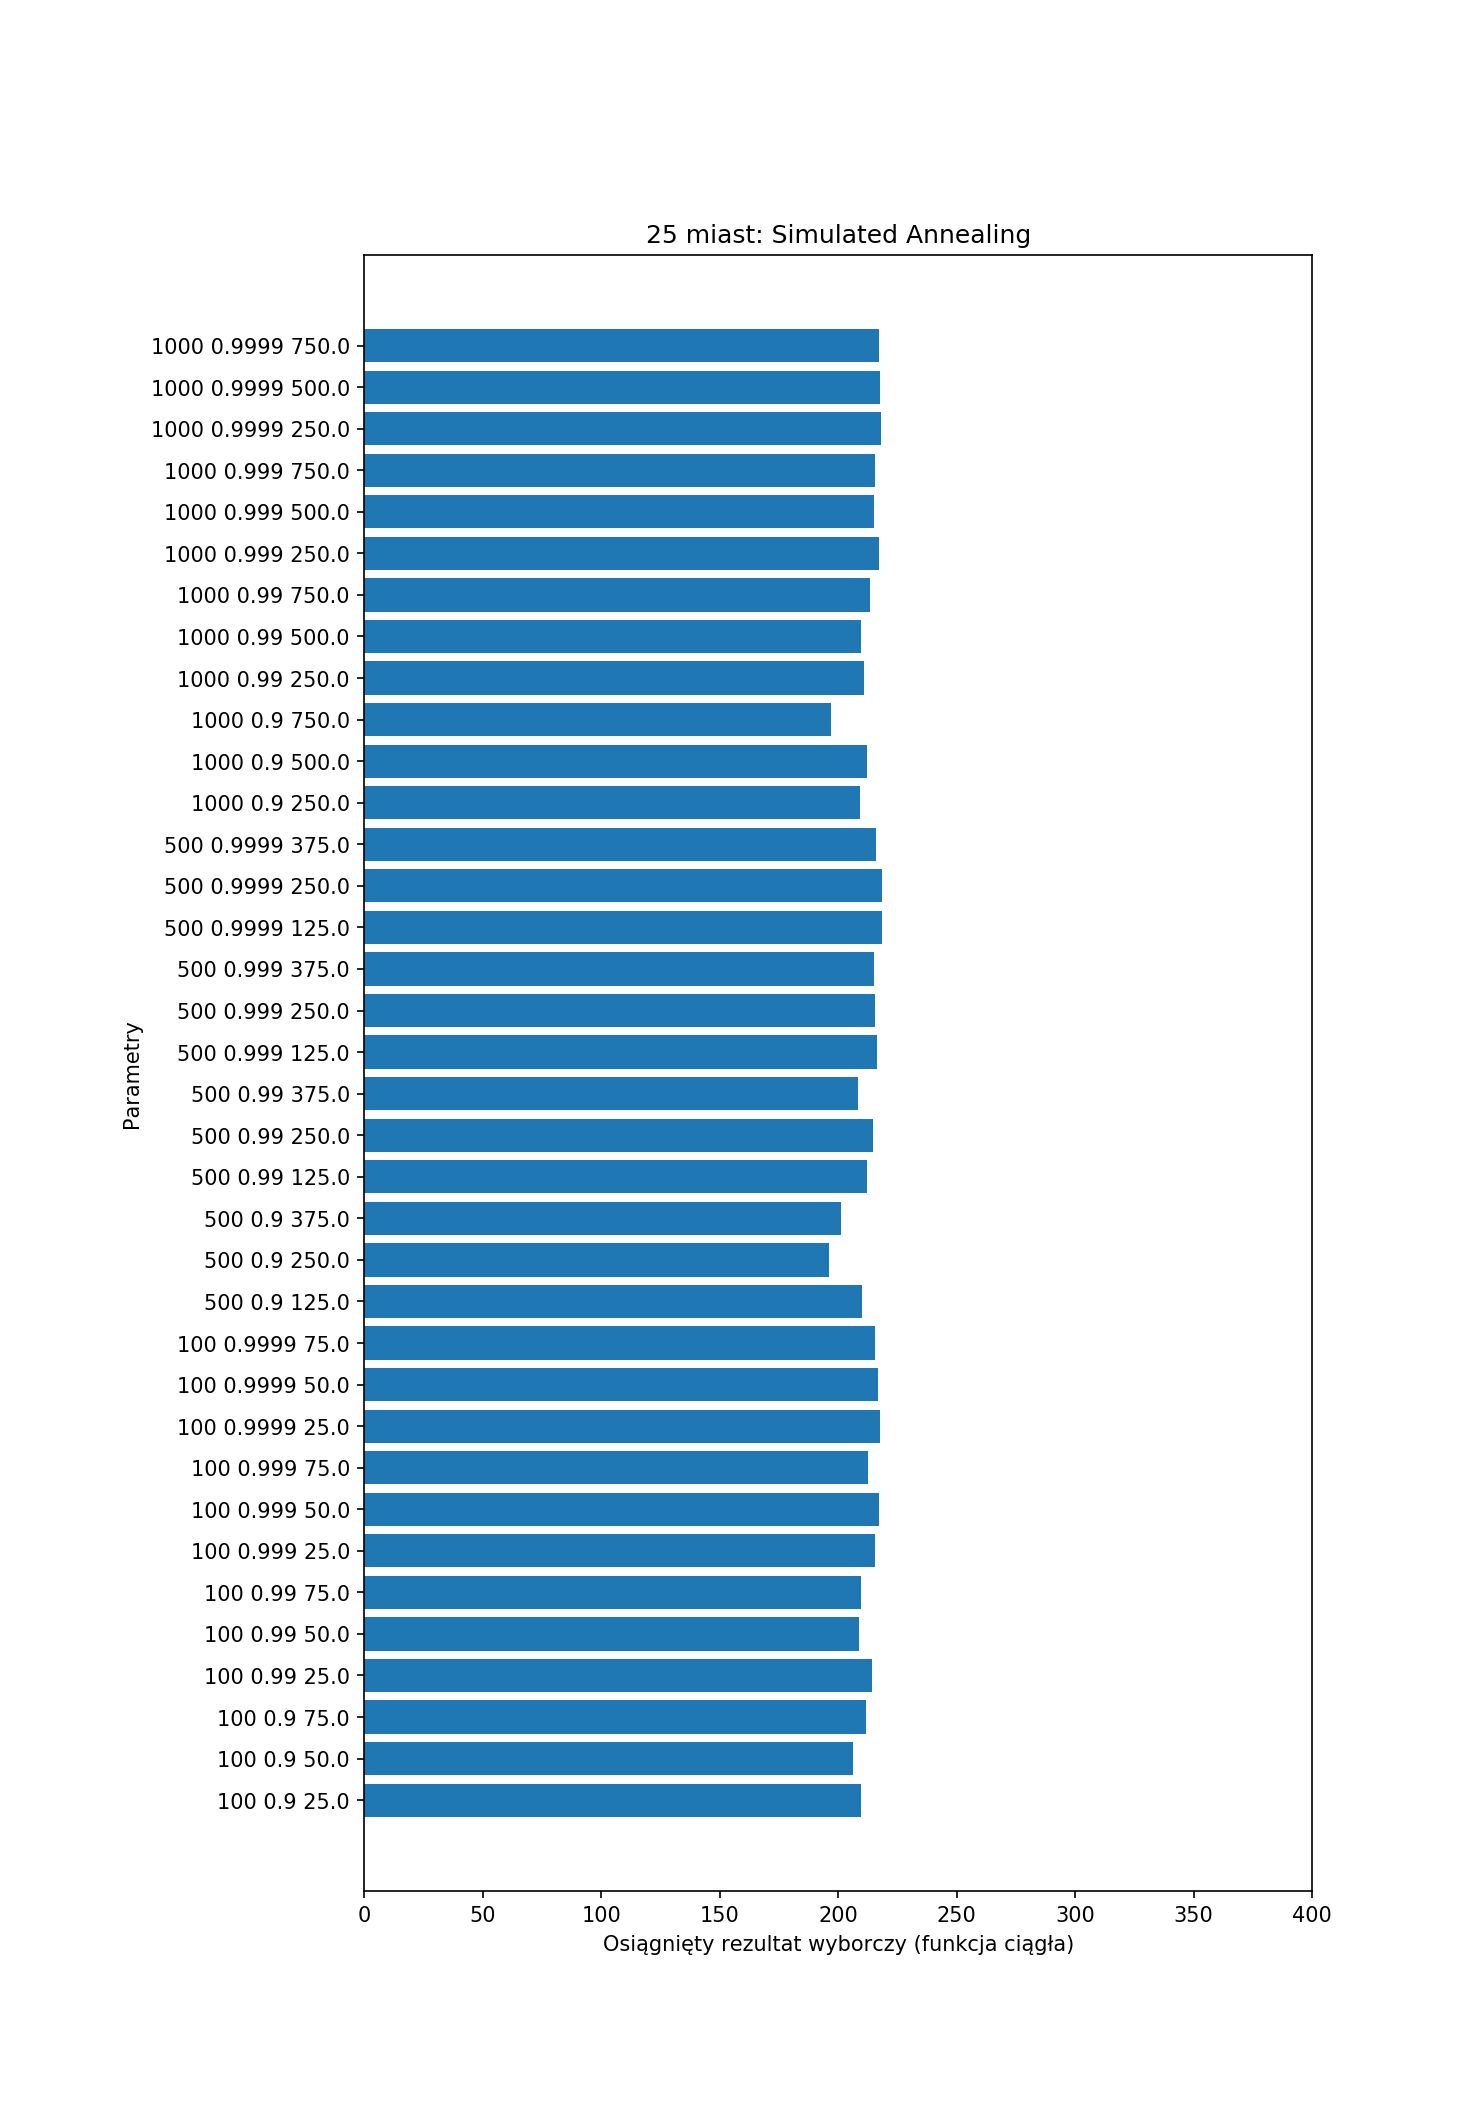 25 miast: Simulated Annealing
1000 0.9999 750.0
1000 0.9999 500.0
1000 0.9999 250.0
1000 0.999 750.0
1000 0.999 500.0
1000 0.999 250.0
1000 0.99 750.0
1000 0.99 500.0
1000 0.99 250.0
1000 0.9 750.0
1000 0.9 500.0
1000 0.9 250.0
500 0.9999 375.0
500 0.9999 250.0
500 0.9999 125.0
500 0.999 375.0
500 0.999 250.0
500 0.999 125.0
500 0.99 375.0
500 0.99 250.0
500 0.99 125.0
500 0.9 375.0
500 0.9 250.0
500 0.9 125.0
100 0.9999 75.0
100 0.9999 50.0
100 0.9999 25.0
100 0.999 75.0
100 0.999 50.0
100 0.999 25.0
100 0.99 75.0
100 0.99 50.0
100 0.99 25.0
100 0.9 75.0
100 0.9 50.0
100 0.9 25.0
Parametry
0 50 100 150 200 250 300 350 400
Osiągnięty rezultat wyborczy (funkcja ciągła)